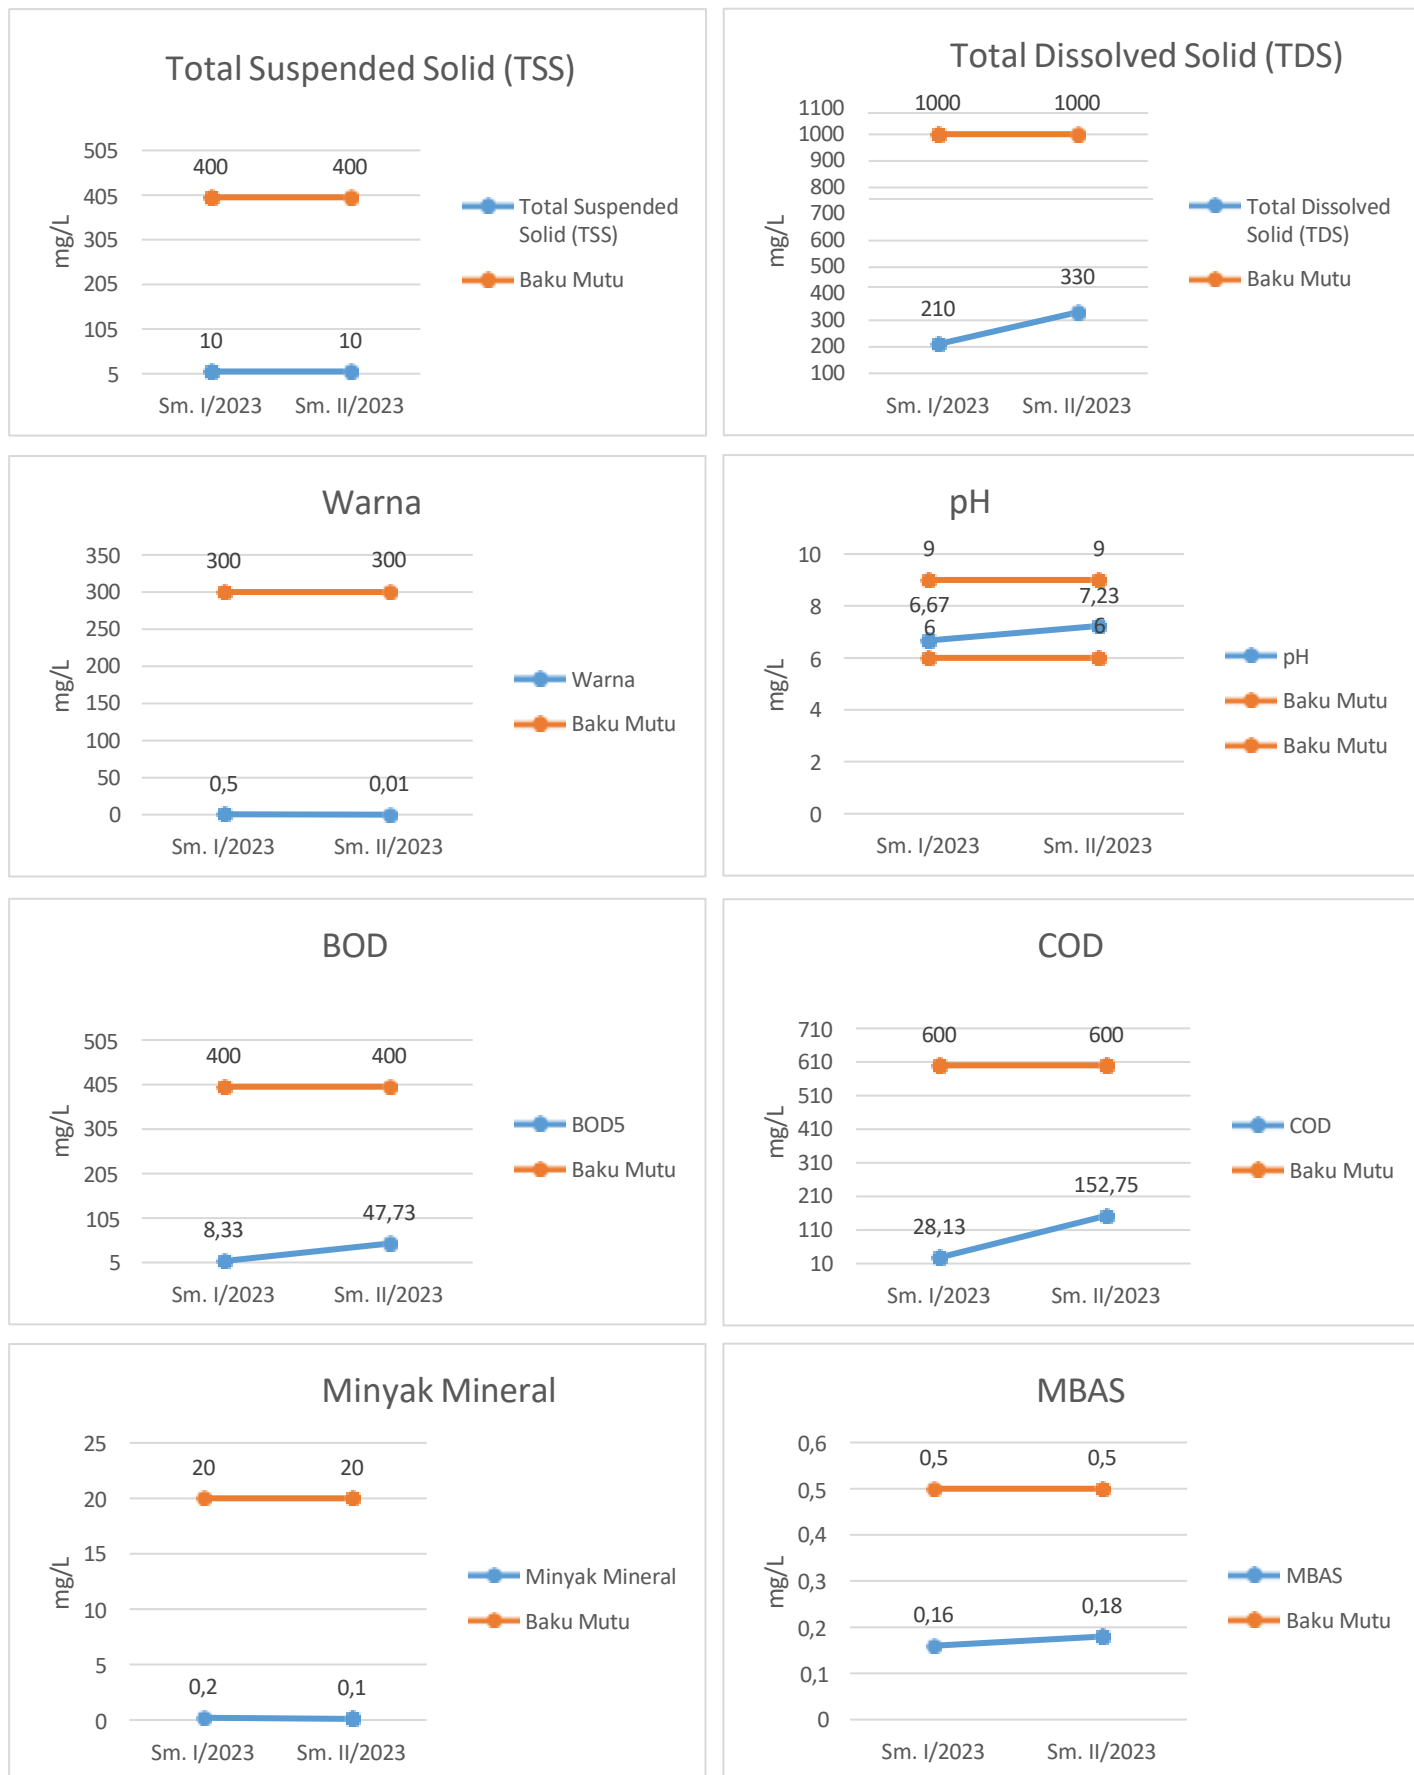 Total Suspended Solid (TSS)
505
405
305
205
105
5
mg/L
400
400
10
10
Sm. I/2023
Sm. II/2023
Total Suspended
Solid (TSS)
Baku Mutu
Total Dissolved Solid (TDS)
1100
1000
900
800
700
600
500
400
300
200
100
mg/L
1000
1000
210
330
Sm. I/2023
Sm. II/2023
Total Dissolved
Solid (TDS)
Baku Mutu
Warna
350
300
250
200
150
100
50
0
mg/L
300
300
0,5
0,01
Sm. I/2023
Sm. II/2023
Warna
Baku Mutu
pH
10
8
6
4
2
0
mg/L
9
9
6,67
7,23
6
6
Sm. I/2023
Sm. II/2023
pH
Baku Mutu
Baku Mutu
BOD
505
405
305
205
105
5
mg/L
400
400
8,33
47,73
Sm. I/2023
Sm. II/2023
BOD5
Baku Mutu
COD
710
610
510
410
310
210
110
10
mg/L
600
600
28,13
152,75
Sm. I/2023
Sm. II/2023
COD
Baku Mutu
Minyak Mineral
25
20
15
10
5
0
mg/L
20
20
0,2
0,1
Sm. I/2023
Sm. II/2023
Minyak Mineral
Baku Mutu
MBAS
0,6
0,5
0,4
0,3
0,2
0,1
0
mg/L
0,5
0,5
0,16
0,18
Sm. I/2023
Sm. II/2023
MBAS
Baku Mutu